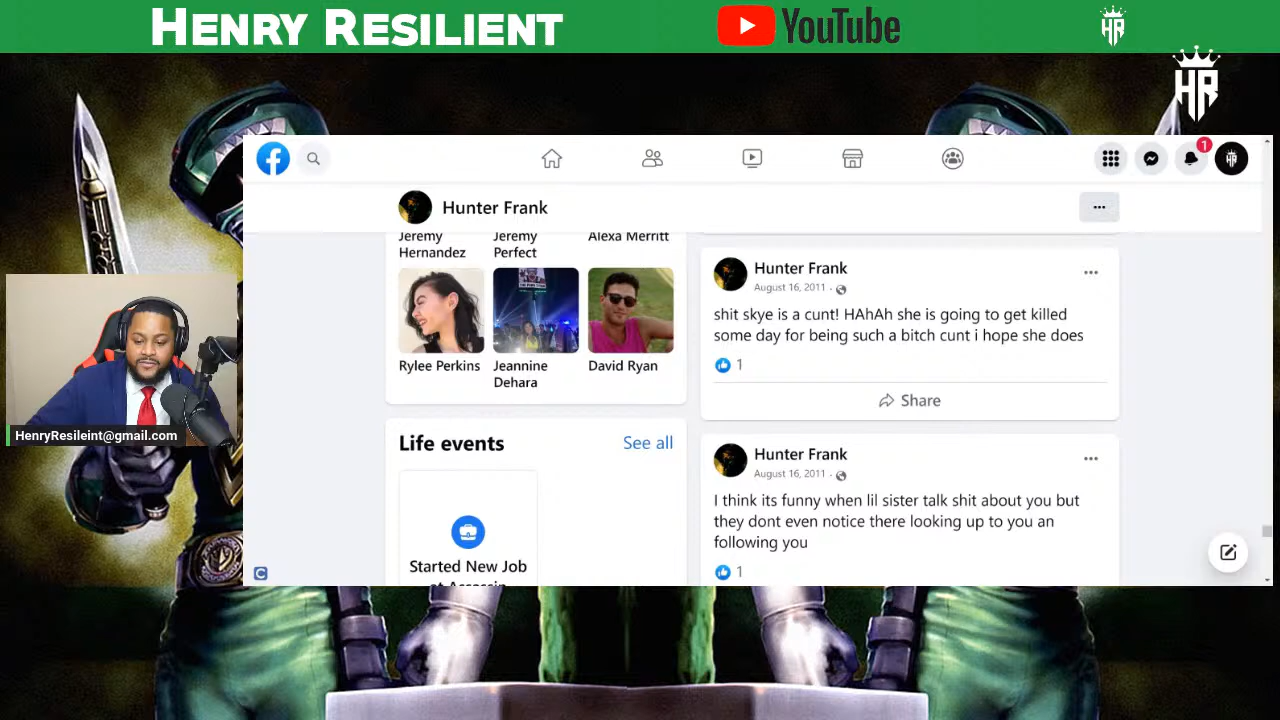 HENRY RESILIENT
YouTube
HR
HR
1
Hunter Frank
Jeremy Hernandez
Jeremy Perfect
Alexa Merritt
Rylee Perkins
Jeannine Dehara
David Ryan
Life events
See all
Started New Job
Hunter Frank
August 16, 2011 ·
shit skye is a cunt! HAhAh she is going to get killed
some day for being such a bitch cunt i hope she does
1
Share
Hunter Frank
August 16, 2011 ·
I think its funny when lil sister talk shit about you but
they dont even notice there looking up to you an
following you
1
HenryResileint@gmail.com